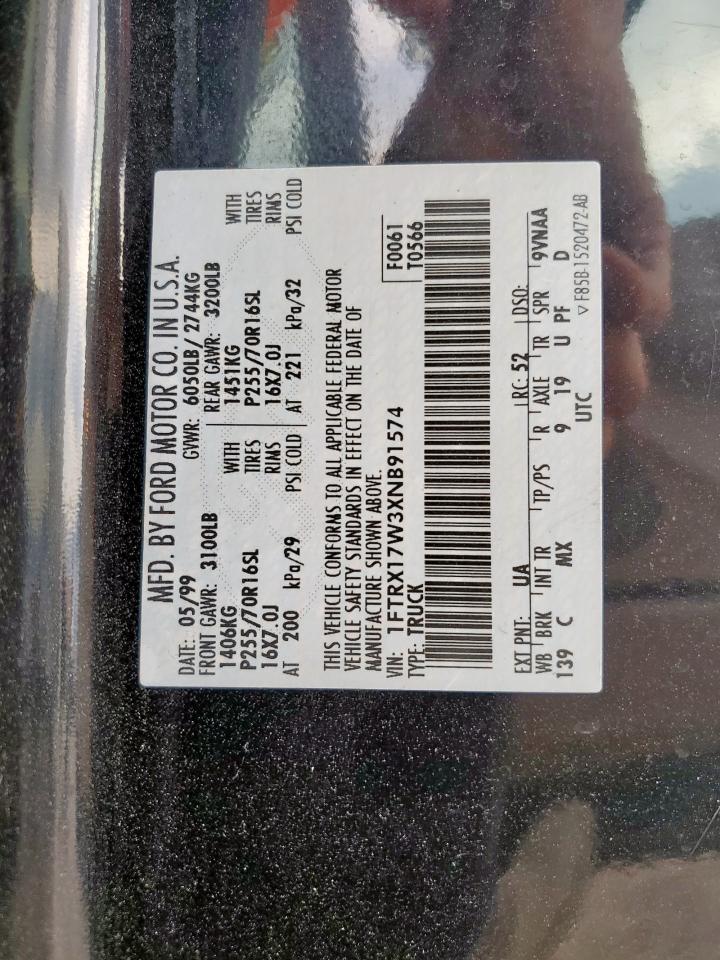 MFD. BY FORD MOTOR CO. IN U.S.A.
DATE: 05/99 GVWR: 6050LB/ 2744KG
FRONT GAWR: 3100LB REAR GAWR: 3200LB
1406KG WITH 1451KG WITH
P255/70R16SL TIRES P255/70R16SL TIRES
16X7.0J RIMS 16X7.0J RIMS
AT 200 kPa/29 PSI COLD AT 221 kPa/32 PSI COLD
THIS VEHICLE CONFORMS TO ALL APPLICABLE FEDERAL MOTOR
VEHICLE SAFETY STANDARDS IN EFFECT ON THE DATE OF
MANUFACTURE SHOWN ABOVE.
VIN: 1FTRX17W3XNB91574 F0061
TYPE: TRUCK T0566
EXT PNT: UA RC: 52 DSO:
WB BRK INT TR TP/PS R AXLE TR SPR 9VNAA
139 C MX 9 19 U PF D
UTC
▽ F85B-1520472-AB